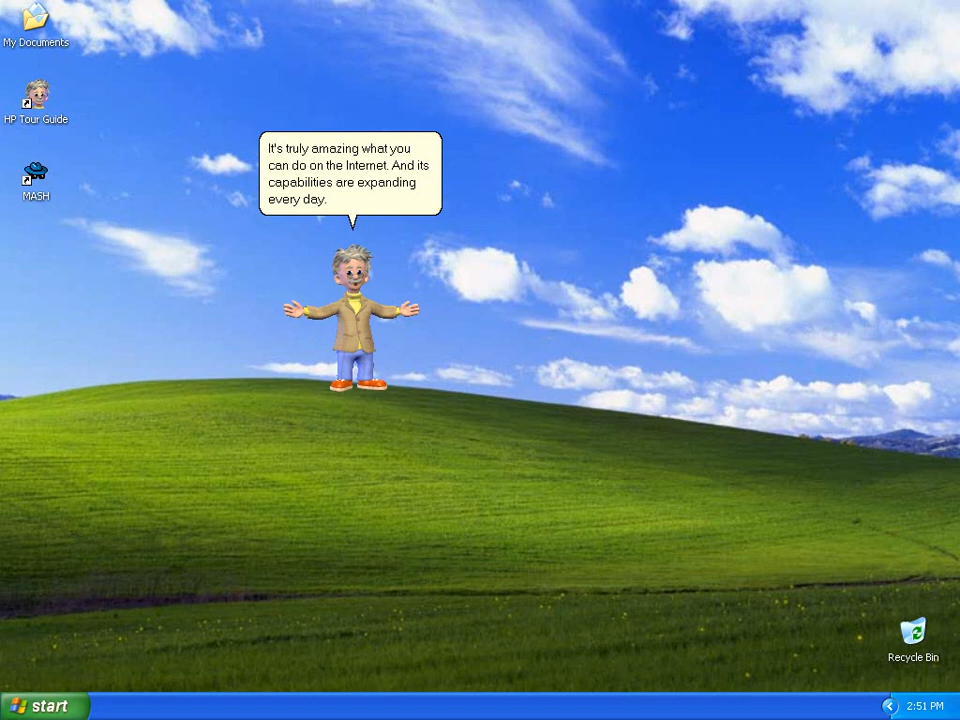 My Documents
HP Tour Guide
MASH
It's truly amazing what you
can do on the Internet. And its
capabilities are expanding
every day.
Recycle Bin
start
2:51 PM